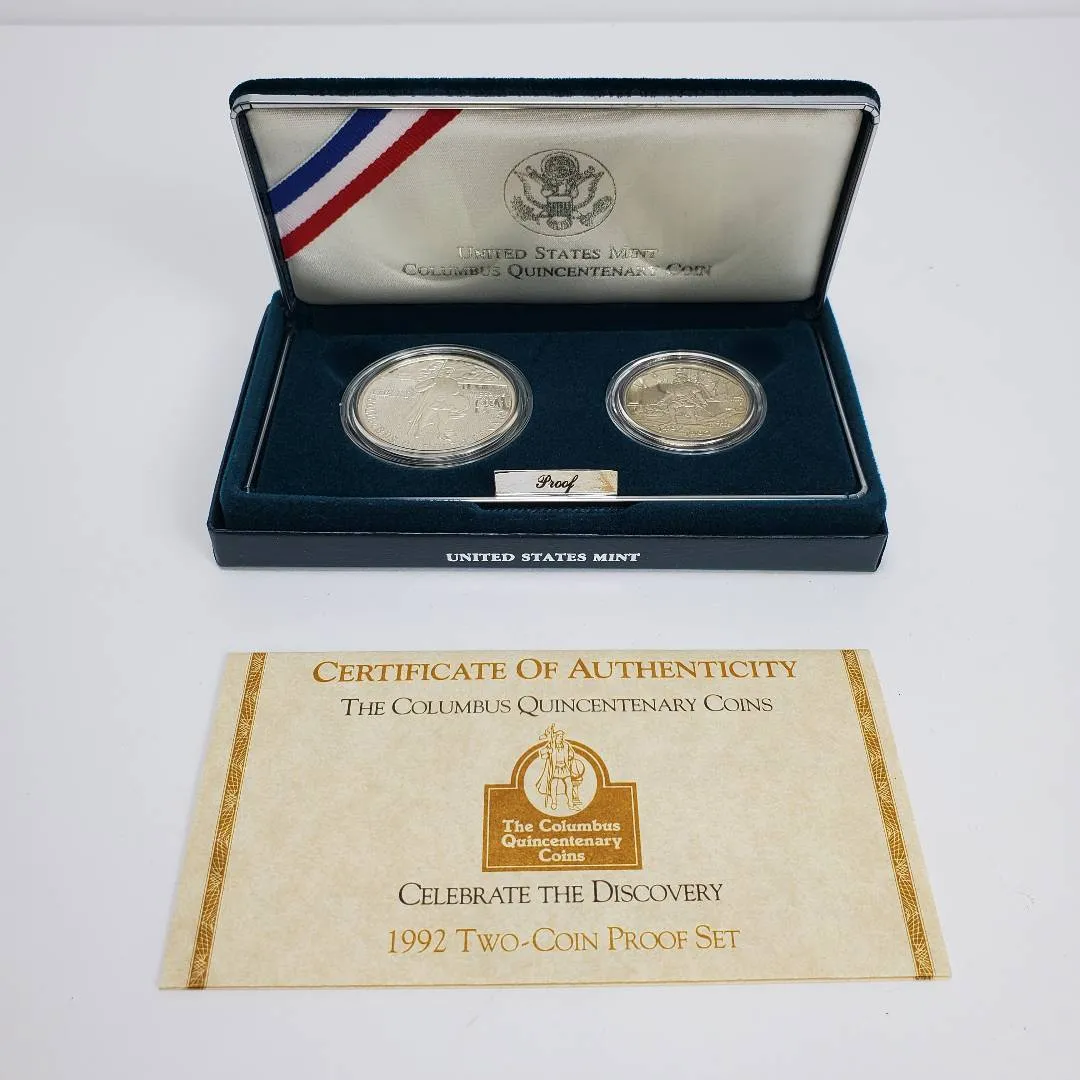 UNITED STATES MINT
COLUMBUS QUINCENTENARY COIN
Proof
UNITED STATES MINT
CERTIFICATE OF AUTHENTICITY
THE COLUMBUS QUINCENTENARY COINS
The Columbus
Quincentenary
Coins
CELEBRATE THE DISCOVERY
1992 TWO-COIN PROOF SET